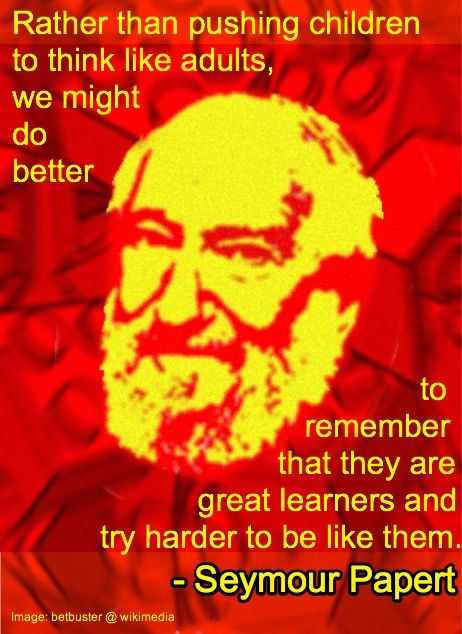 Rather than pushing children
to think like adults,
we might
do
better
to
remember
that they are
great learners and
try harder to be like them.
- Seymour Papert
Image: betbuster @ wikimedia